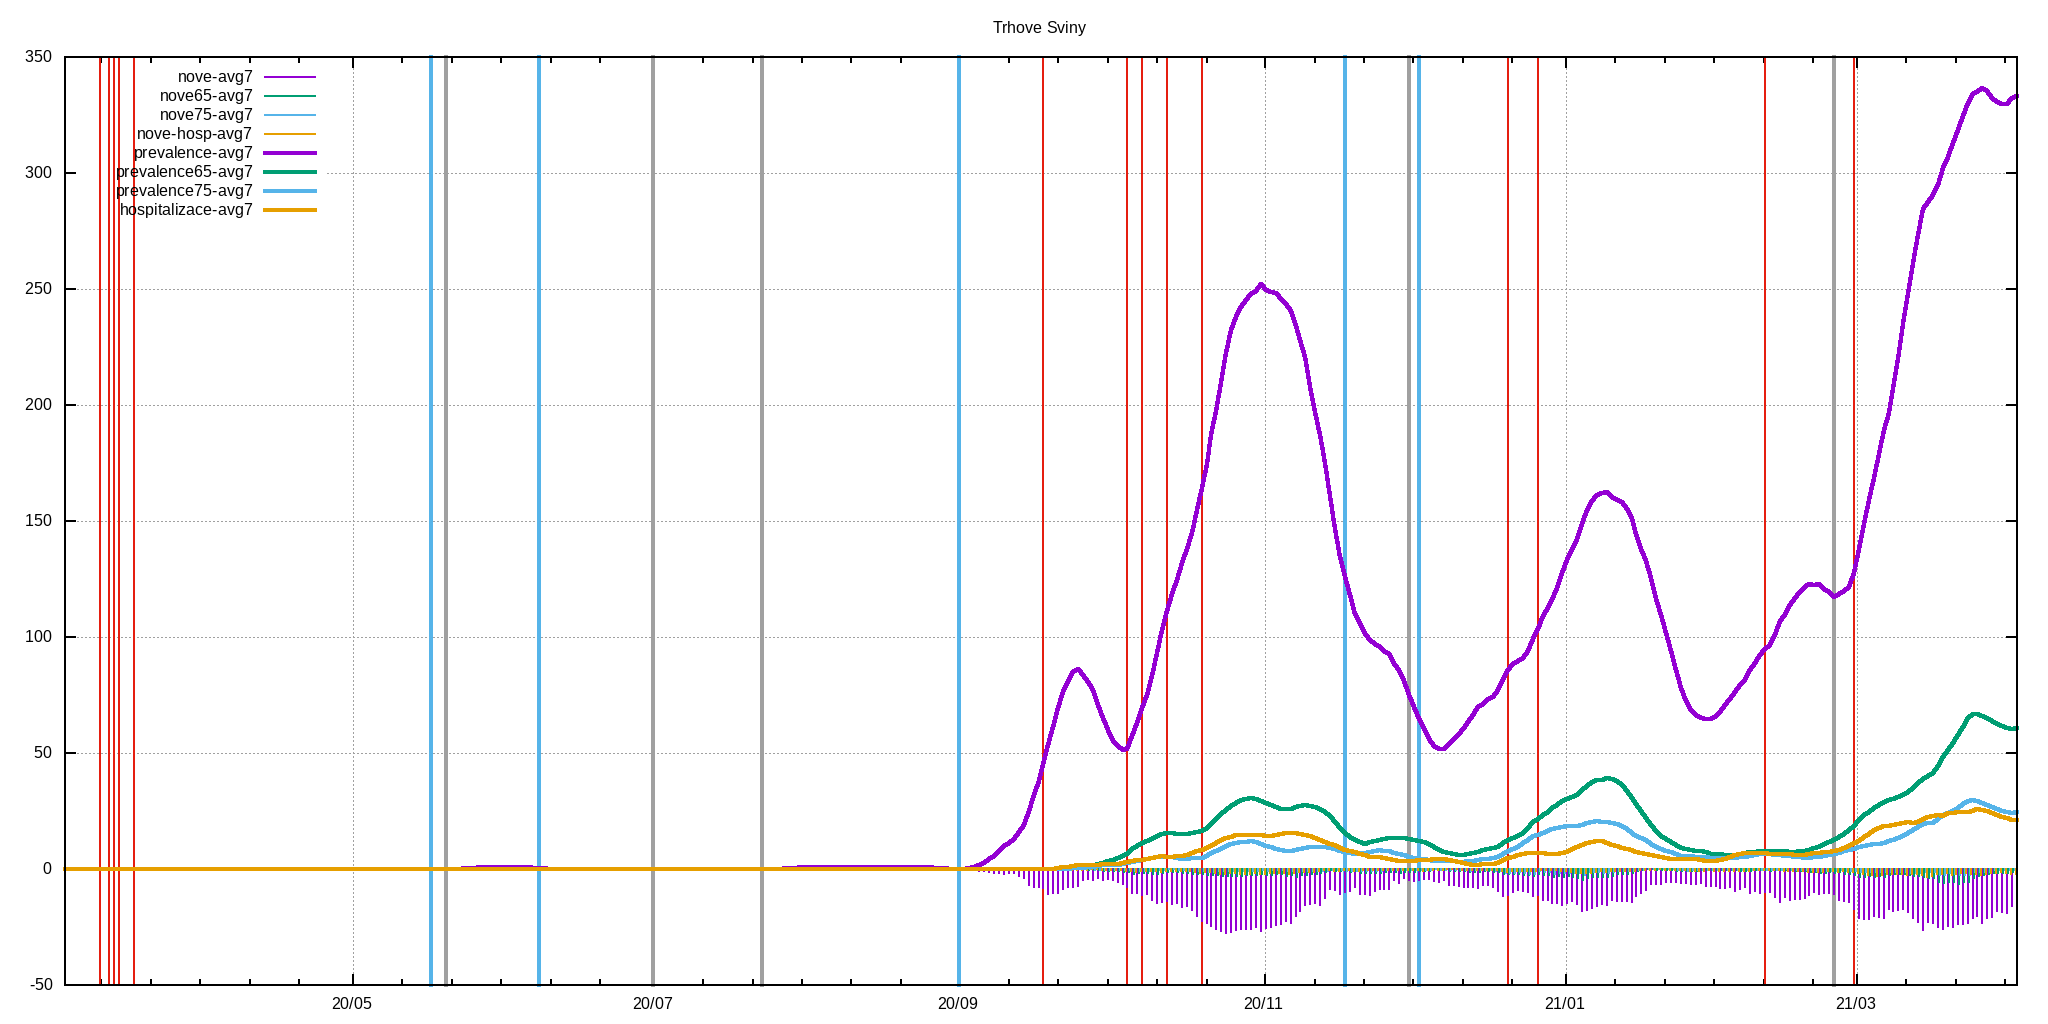 Trhove Sviny
350
300
250
200
150
100
50
0
-50
nove-avg7
nove65-avg7
nove75-avg7
nove-hosp-avg7
prevalence-avg7
prevalence65-avg7
prevalence75-avg7
hospitalizace-avg7
20/05 20/07 20/09 20/11 21/01 21/03